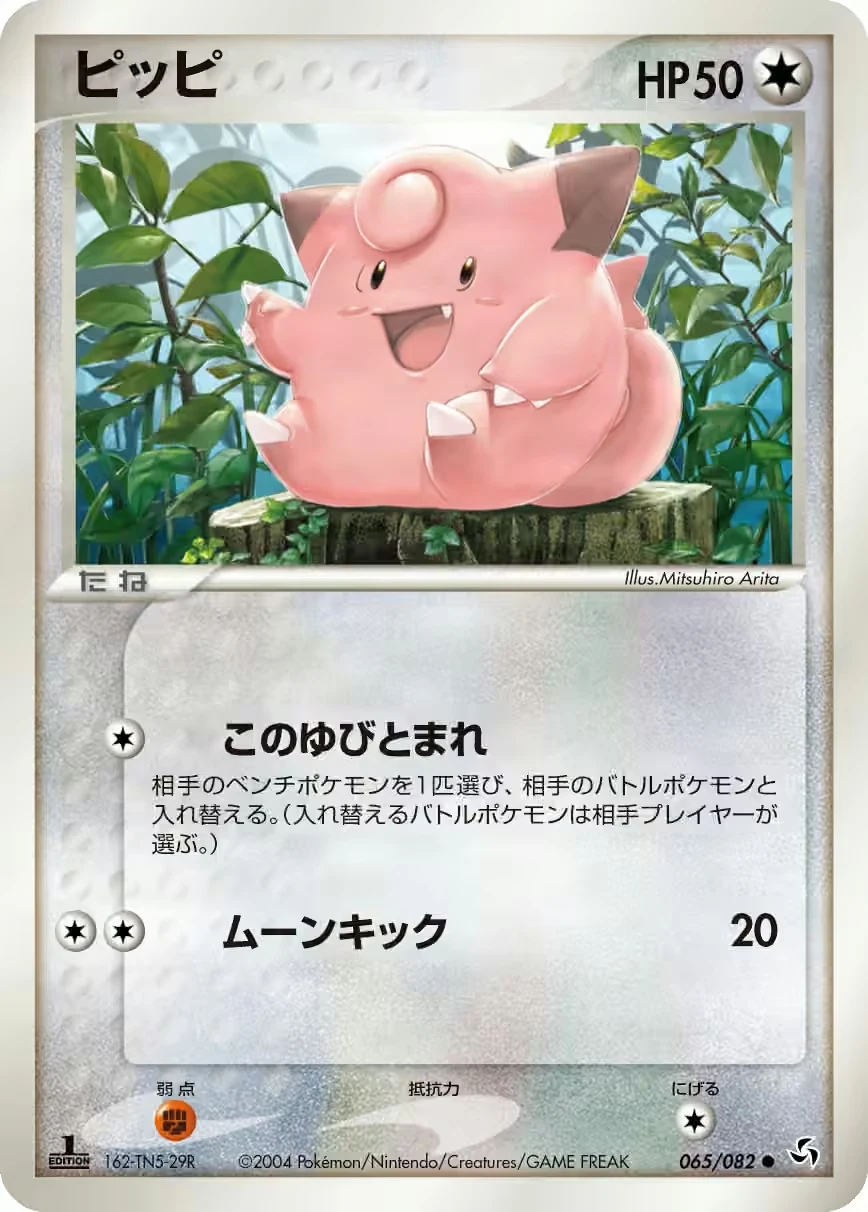 ピッピ
HP50
たね
Illus.Mitsuhiro Arita
このゆびとまれ
相手のベンチポケモンを1匹選び、相手のバトルポケモンと
入れ替える。（入れ替えるバトルポケモンは相手プレイヤーが
選ぶ。）
ムーンキック 20
弱点 抵抗力 にげる
1 EDITION 162-TN5-29R ©2004 Pokémon/Nintendo/Creatures/GAME FREAK 065/082